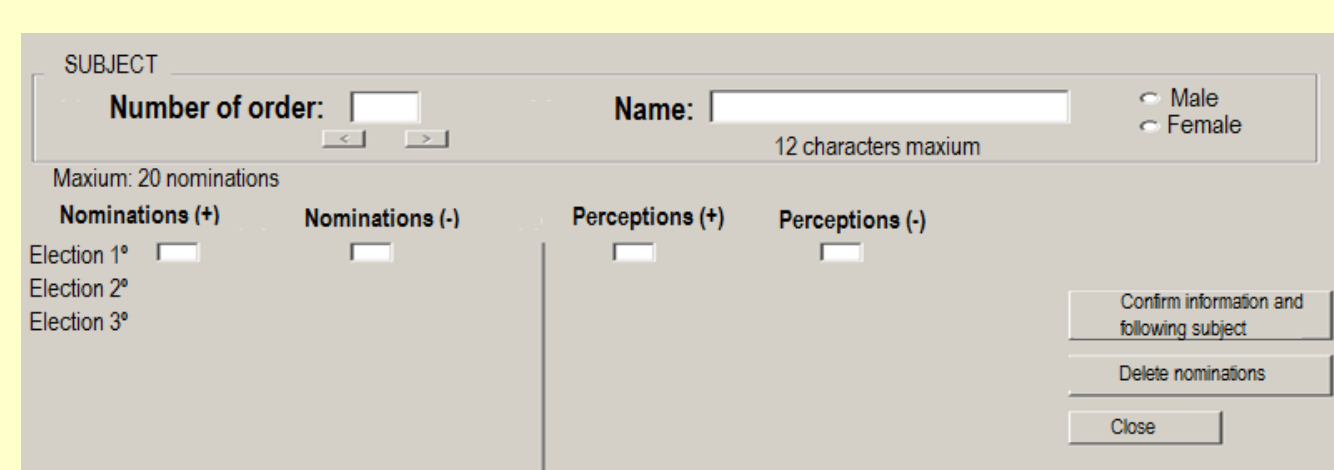 SUBJECT
Number of order:
Name:
Male
Female
< >
12 characters maxium
Maxium: 20 nominations
Nominations (+) Nominations (-) Perceptions (+) Perceptions (-)
Election 1º
Election 2º
Election 3º
Confirm information and
following subject
Delete nominations
Close